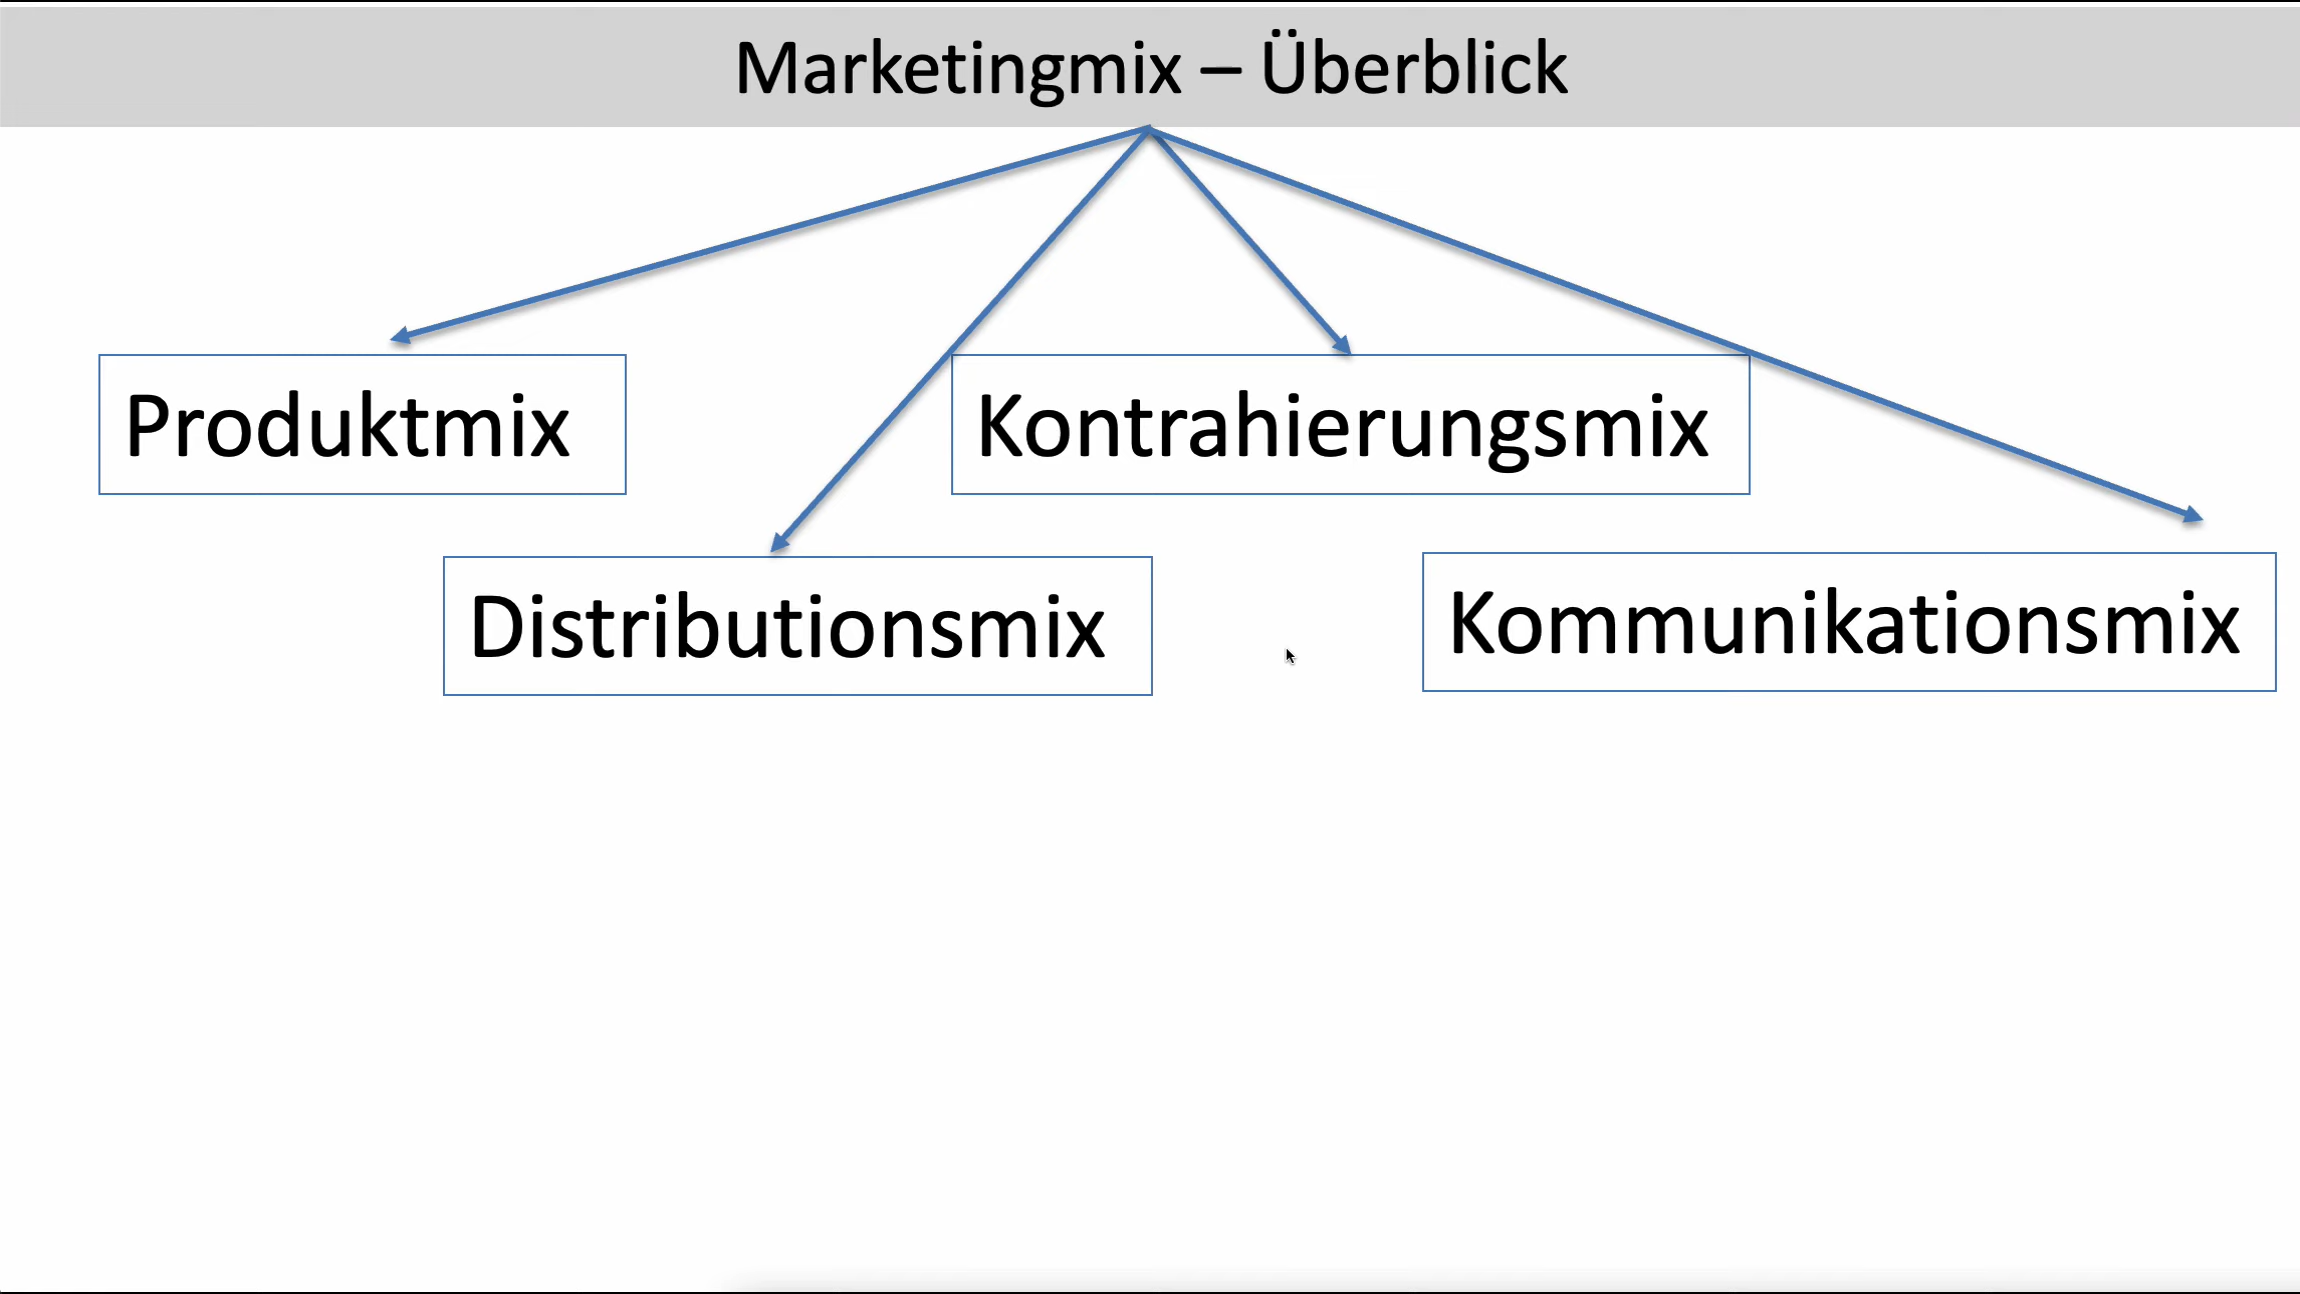 Marketingmix – Überblick
Produktmix
Kontrahierungsmix
Distributionsmix
Kommunikationsmix